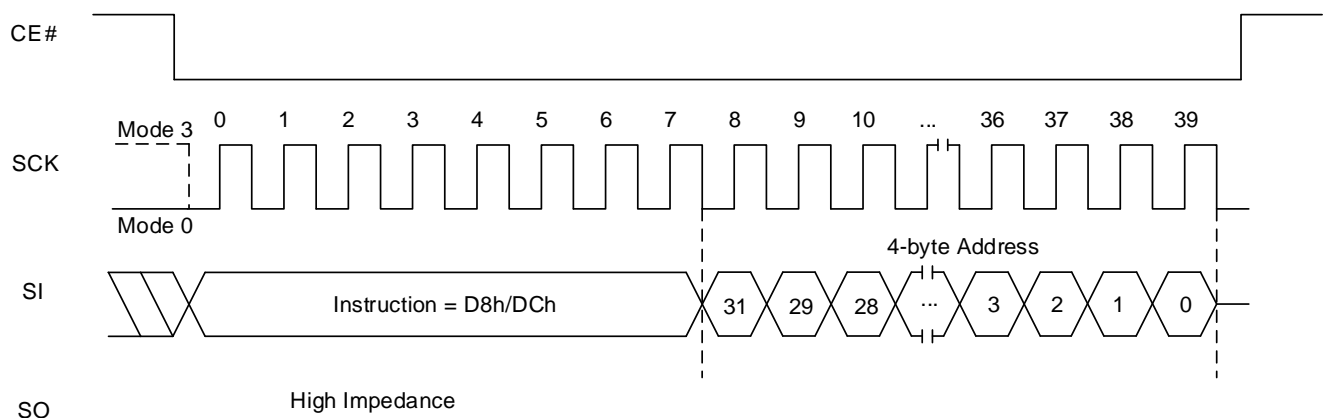 CE#
Mode 3
0 1 2 3 4 5 6 7 8 9 10 ... 36 37 38 39
SCK
Mode 0
4-byte Address
SI
Instruction = D8h/DCh 31 29 28 ... 3 2 1 0
High Impedance
SO